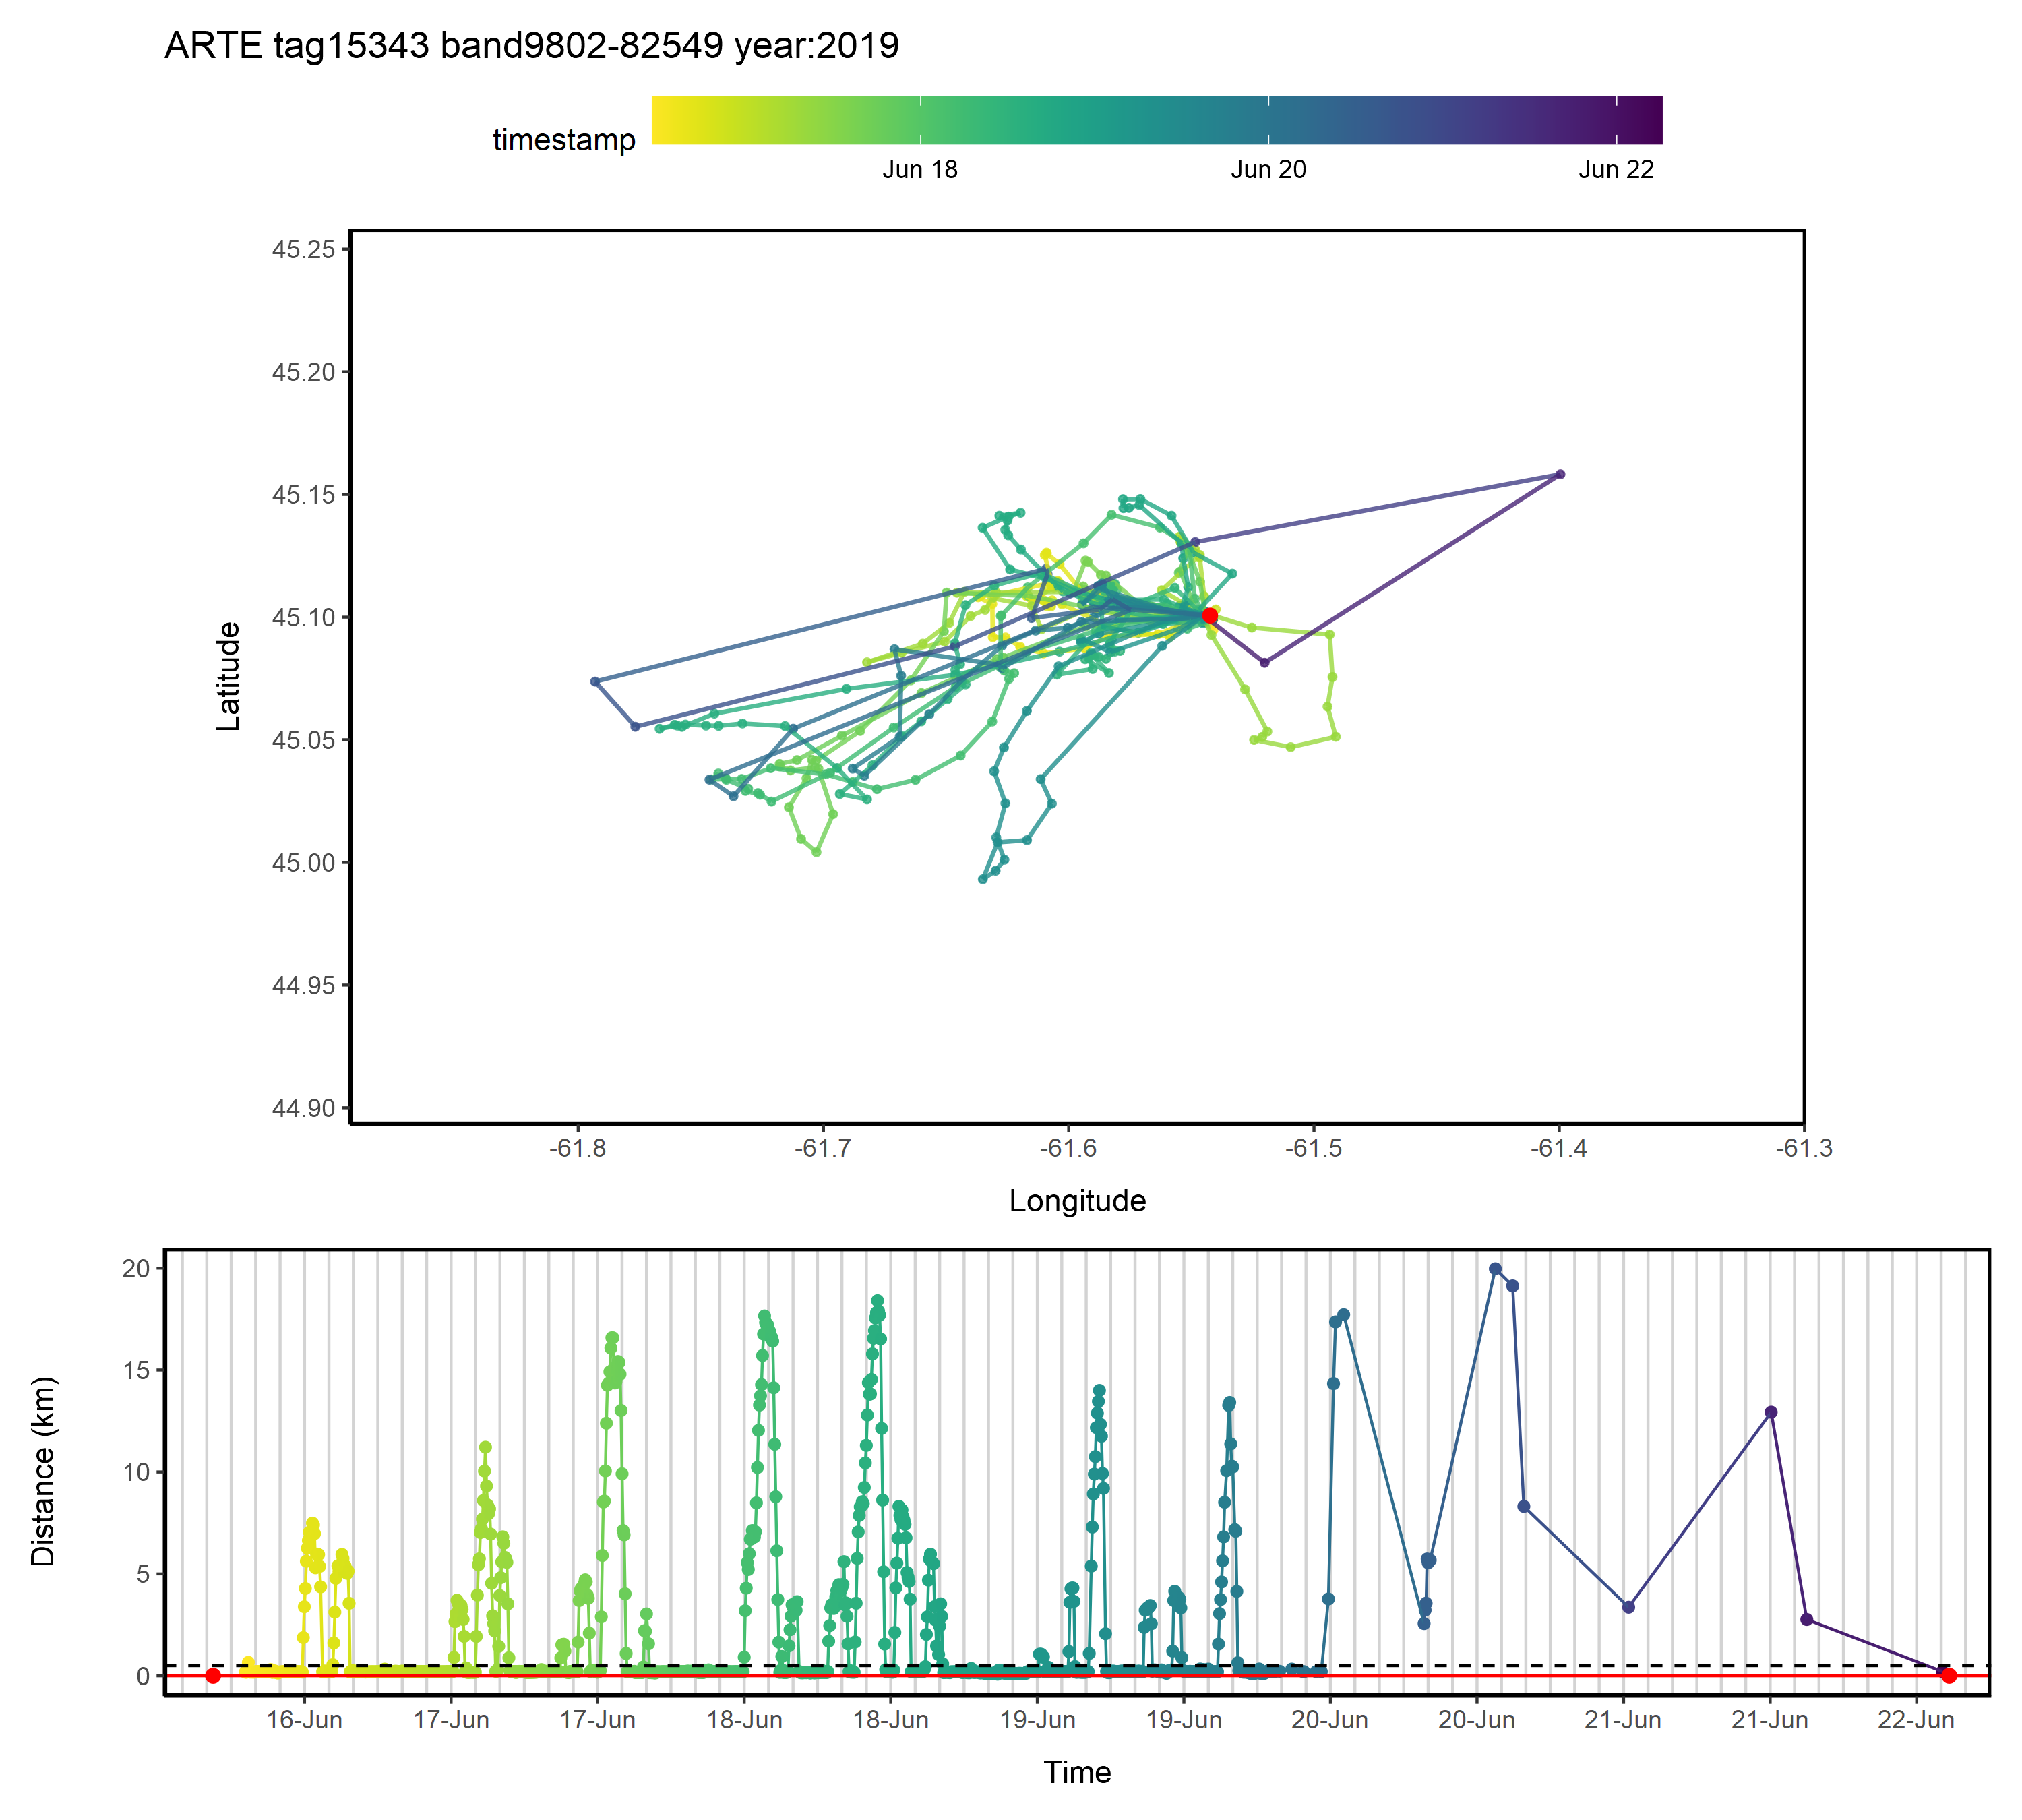 ARTE tag15343 band9802-82549 year:2019
timestamp
Jun 18
Jun 20
Jun 22
45.25
45.20
45.15
45.10
45.05
45.00
44.95
44.90
Latitude
-61.8
-61.7
-61.6
-61.5
-61.4
-61.3
Longitude
20
15
10
5
0
Distance (km)
16-Jun
17-Jun
17-Jun
18-Jun
18-Jun
19-Jun
19-Jun
20-Jun
20-Jun
21-Jun
21-Jun
22-Jun
Time